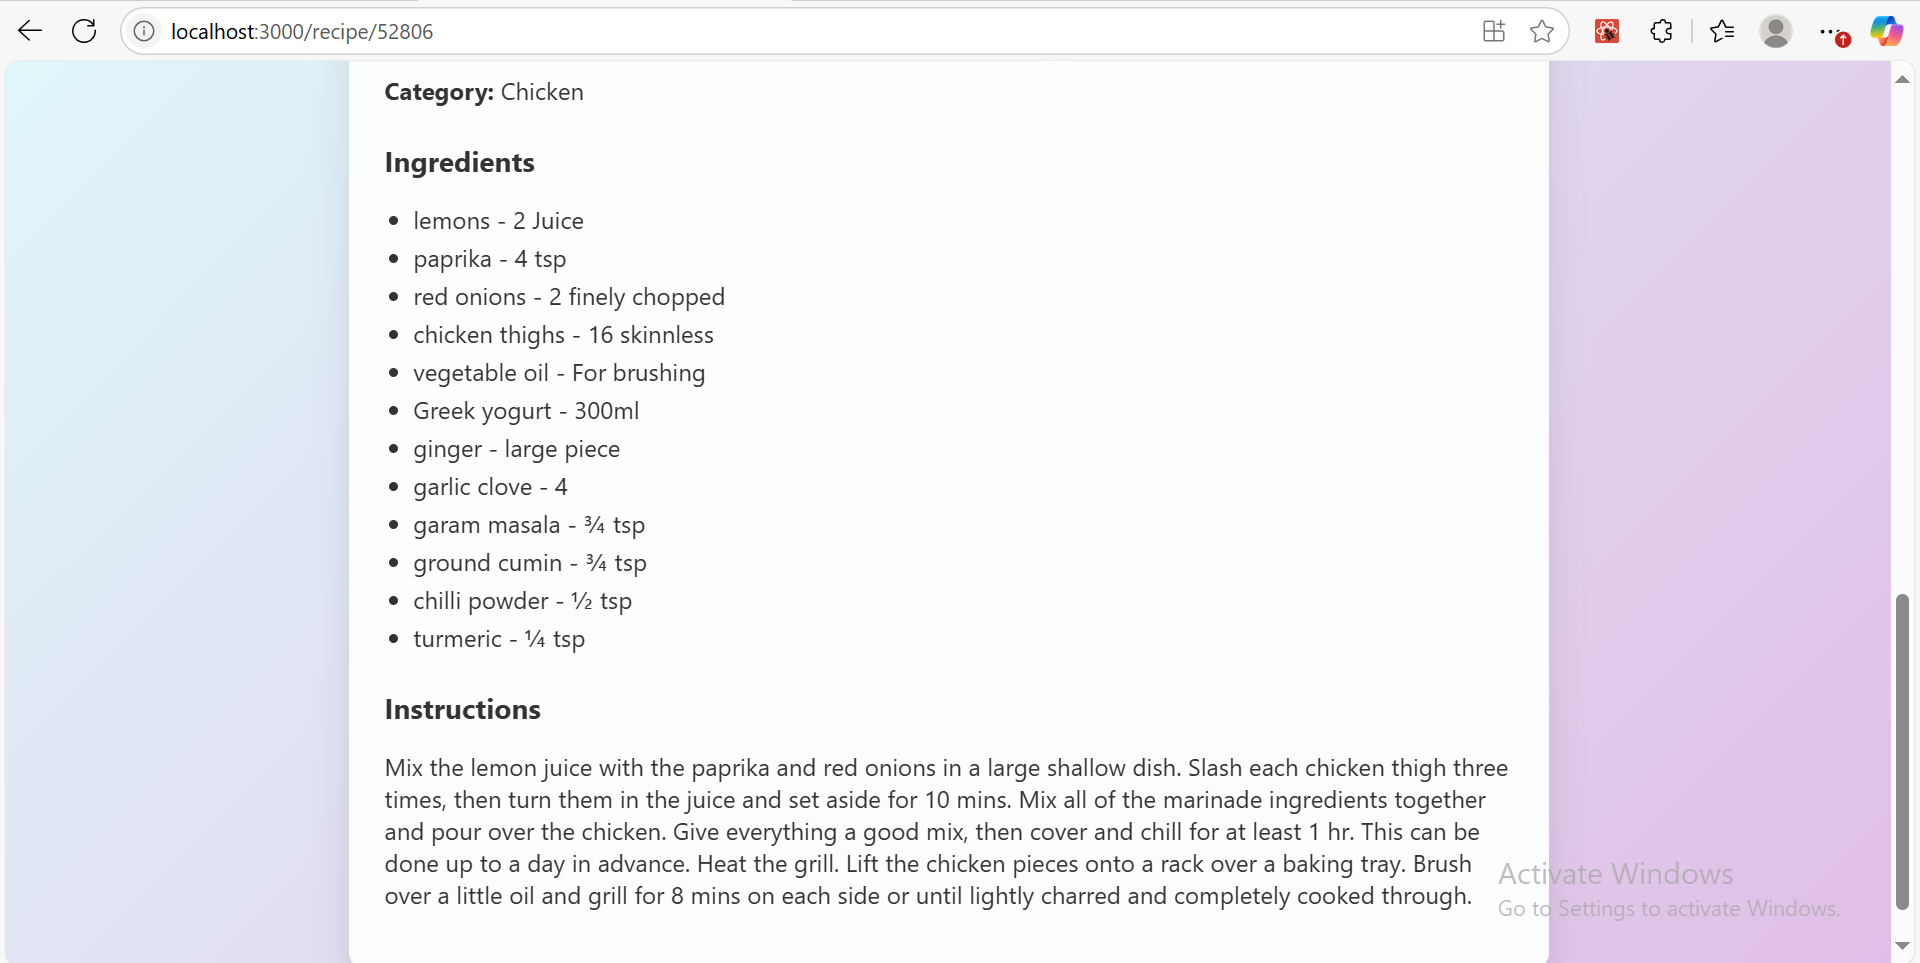 localhost:3000/recipe/52806
Category: Chicken
Ingredients
• lemons - 2 Juice
• paprika - 4 tsp
• red onions - 2 finely chopped
• chicken thighs - 16 skinnless
• vegetable oil - For brushing
• Greek yogurt - 300ml
• ginger - large piece
• garlic clove - 4
• garam masala - ¾ tsp
• ground cumin - ¾ tsp
• chilli powder - ½ tsp
• turmeric - ¼ tsp
Instructions
Mix the lemon juice with the paprika and red onions in a large shallow dish. Slash each chicken thigh three
times, then turn them in the juice and set aside for 10 mins. Mix all of the marinade ingredients together
and pour over the chicken. Give everything a good mix, then cover and chill for at least 1 hr. This can be
done up to a day in advance. Heat the grill. Lift the chicken pieces onto a rack over a baking tray. Brush
over a little oil and grill for 8 mins on each side or until lightly charred and completely cooked through.
Activate Windows
Go to Settings to activate Windows.